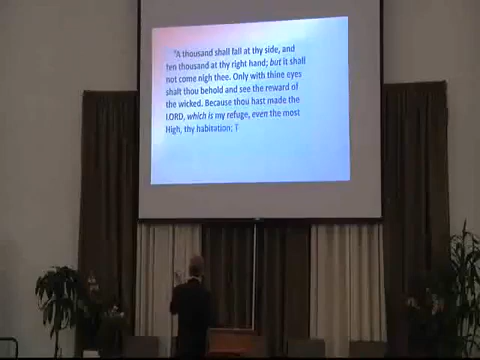 "A thousand shall fall at thy side, and
ten thousand at thy right hand; but it shall
not come nigh thee. Only with thine eyes
shalt thou behold and see the reward of
the wicked. Because thou hast made the
LORD, which is my refuge, even the most
High, thy habitation; T